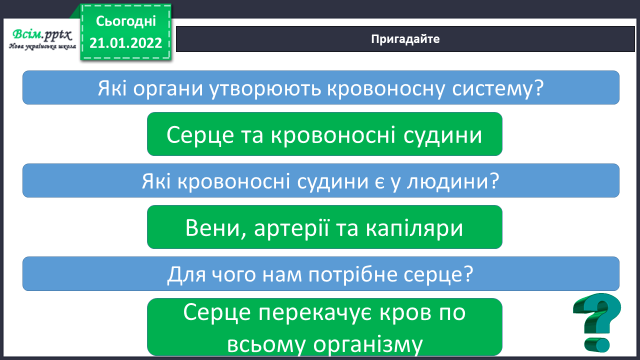 Всім.pptx
Нова українська школа
Сьогодні
21.01.2022
Пригадайте
Які органи утворюють кровоносну систему?
Серце та кровоносні судини
Які кровоносні судини є у людини?
Вени, артерії та капіляри
Для чого нам потрібне серце?
Серце перекачує кров по
всьому організму